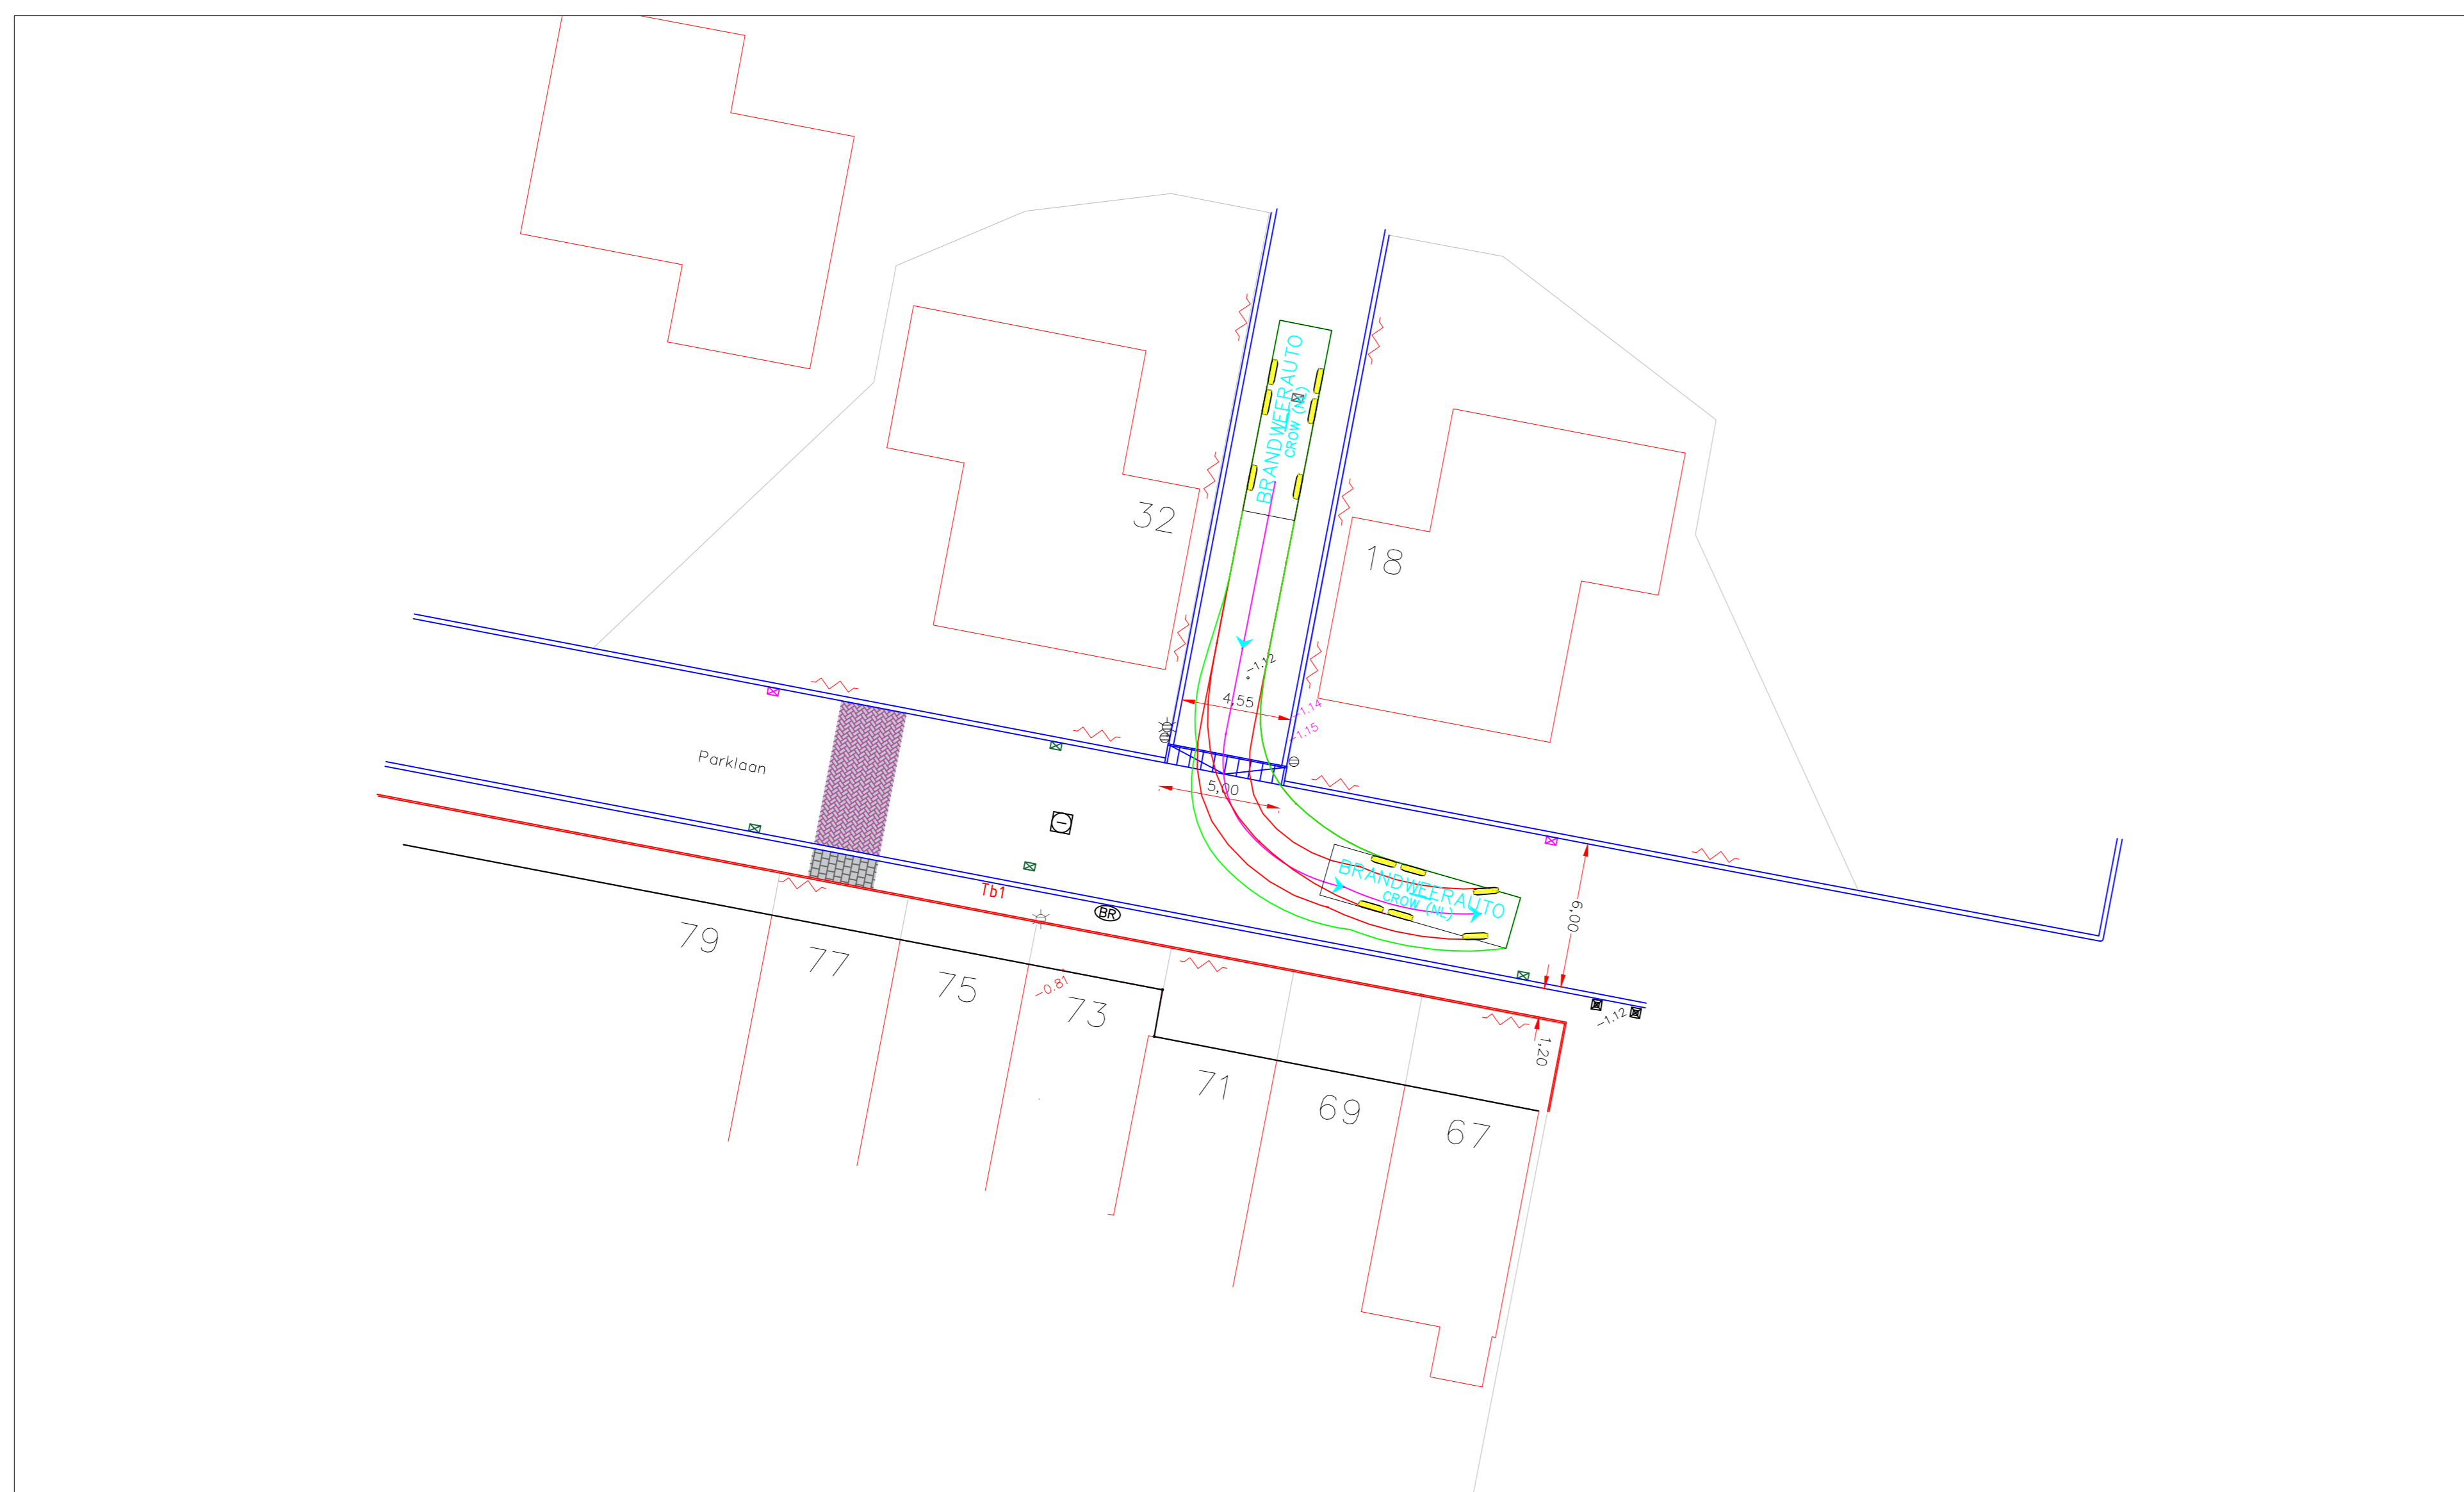 BRANDWEERAUTO
CROW (NL)
32
18
-1.12
4,55
-1.14
-1.15
Parklaan
5,00
BRANDWEERAUTO
CROW (NL)
Tb1
BR
6,00
79
77
75
-0.81
73
-1.12
1,20
71
69
67